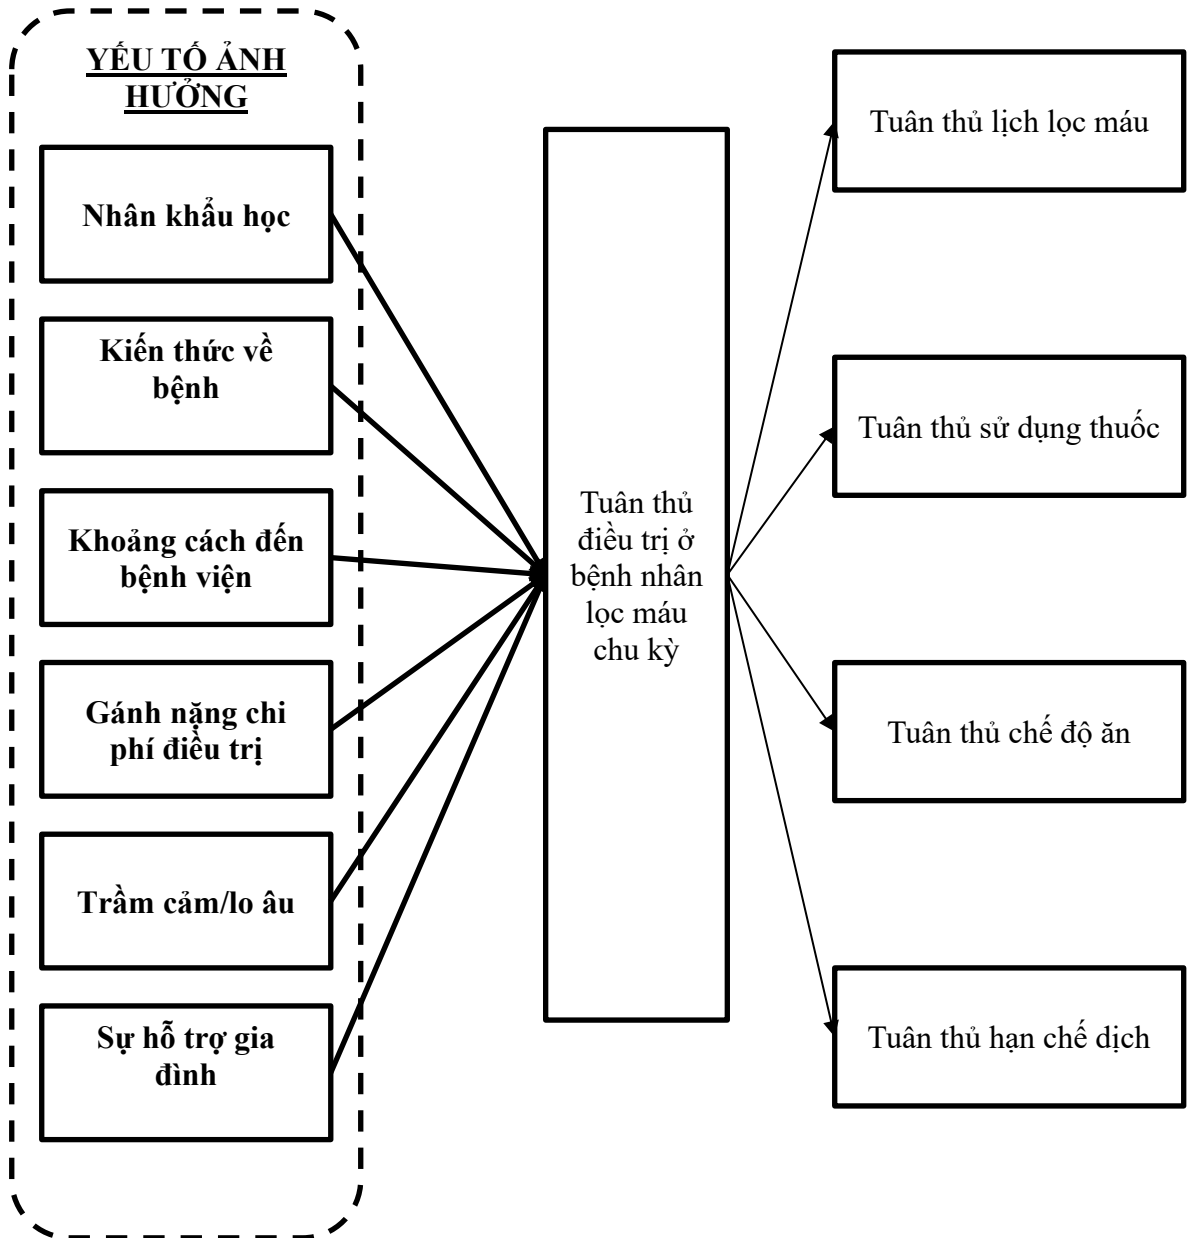 YẾU TỐ ẢNH
HƯỞNG
Nhân khẩu học
Kiến thức về
bệnh
Khoảng cách đến
bệnh viện
Gánh nặng chi
phí điều trị
Trầm cảm/lo âu
Sự hỗ trợ gia
đình
Tuân thủ
điều trị ở
bệnh nhân
lọc máu
chu kỳ
Tuân thủ lịch lọc máu
Tuân thủ sử dụng thuốc
Tuân thủ chế độ ăn
Tuân thủ hạn chế dịch